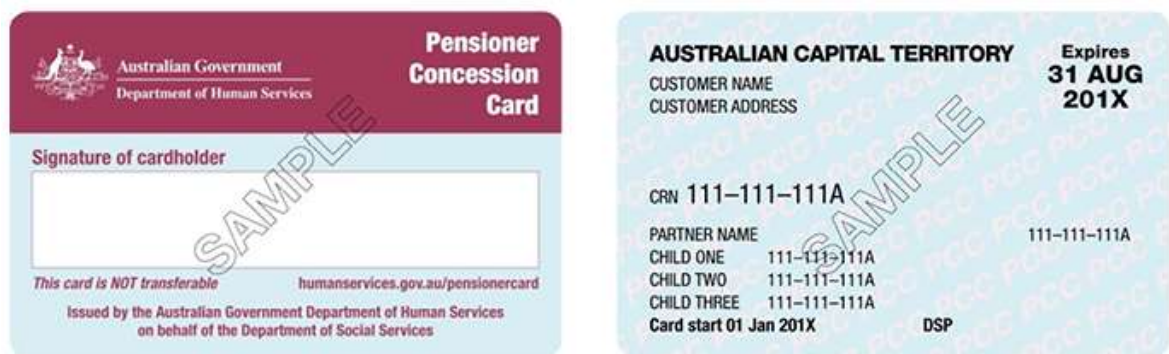 Australian Government
Department of Human Services
Pensioner
Concession
Card
Signature of cardholder
SAMPLE
This card is NOT transferable humanservices.gov.au/pensionercard
Issued by the Australian Government Department of Human Services
on behalf of the Department of Social Services
AUSTRALIAN CAPITAL TERRITORY
CUSTOMER NAME
CUSTOMER ADDRESS
Expires
31 AUG
201X
CRN 111–111–111A
SAMPLE
PARTNER NAME 111–111–111A
CHILD ONE 111–111–111A
CHILD TWO 111–111–111A
CHILD THREE 111–111–111A
Card start 01 Jan 201X DSP